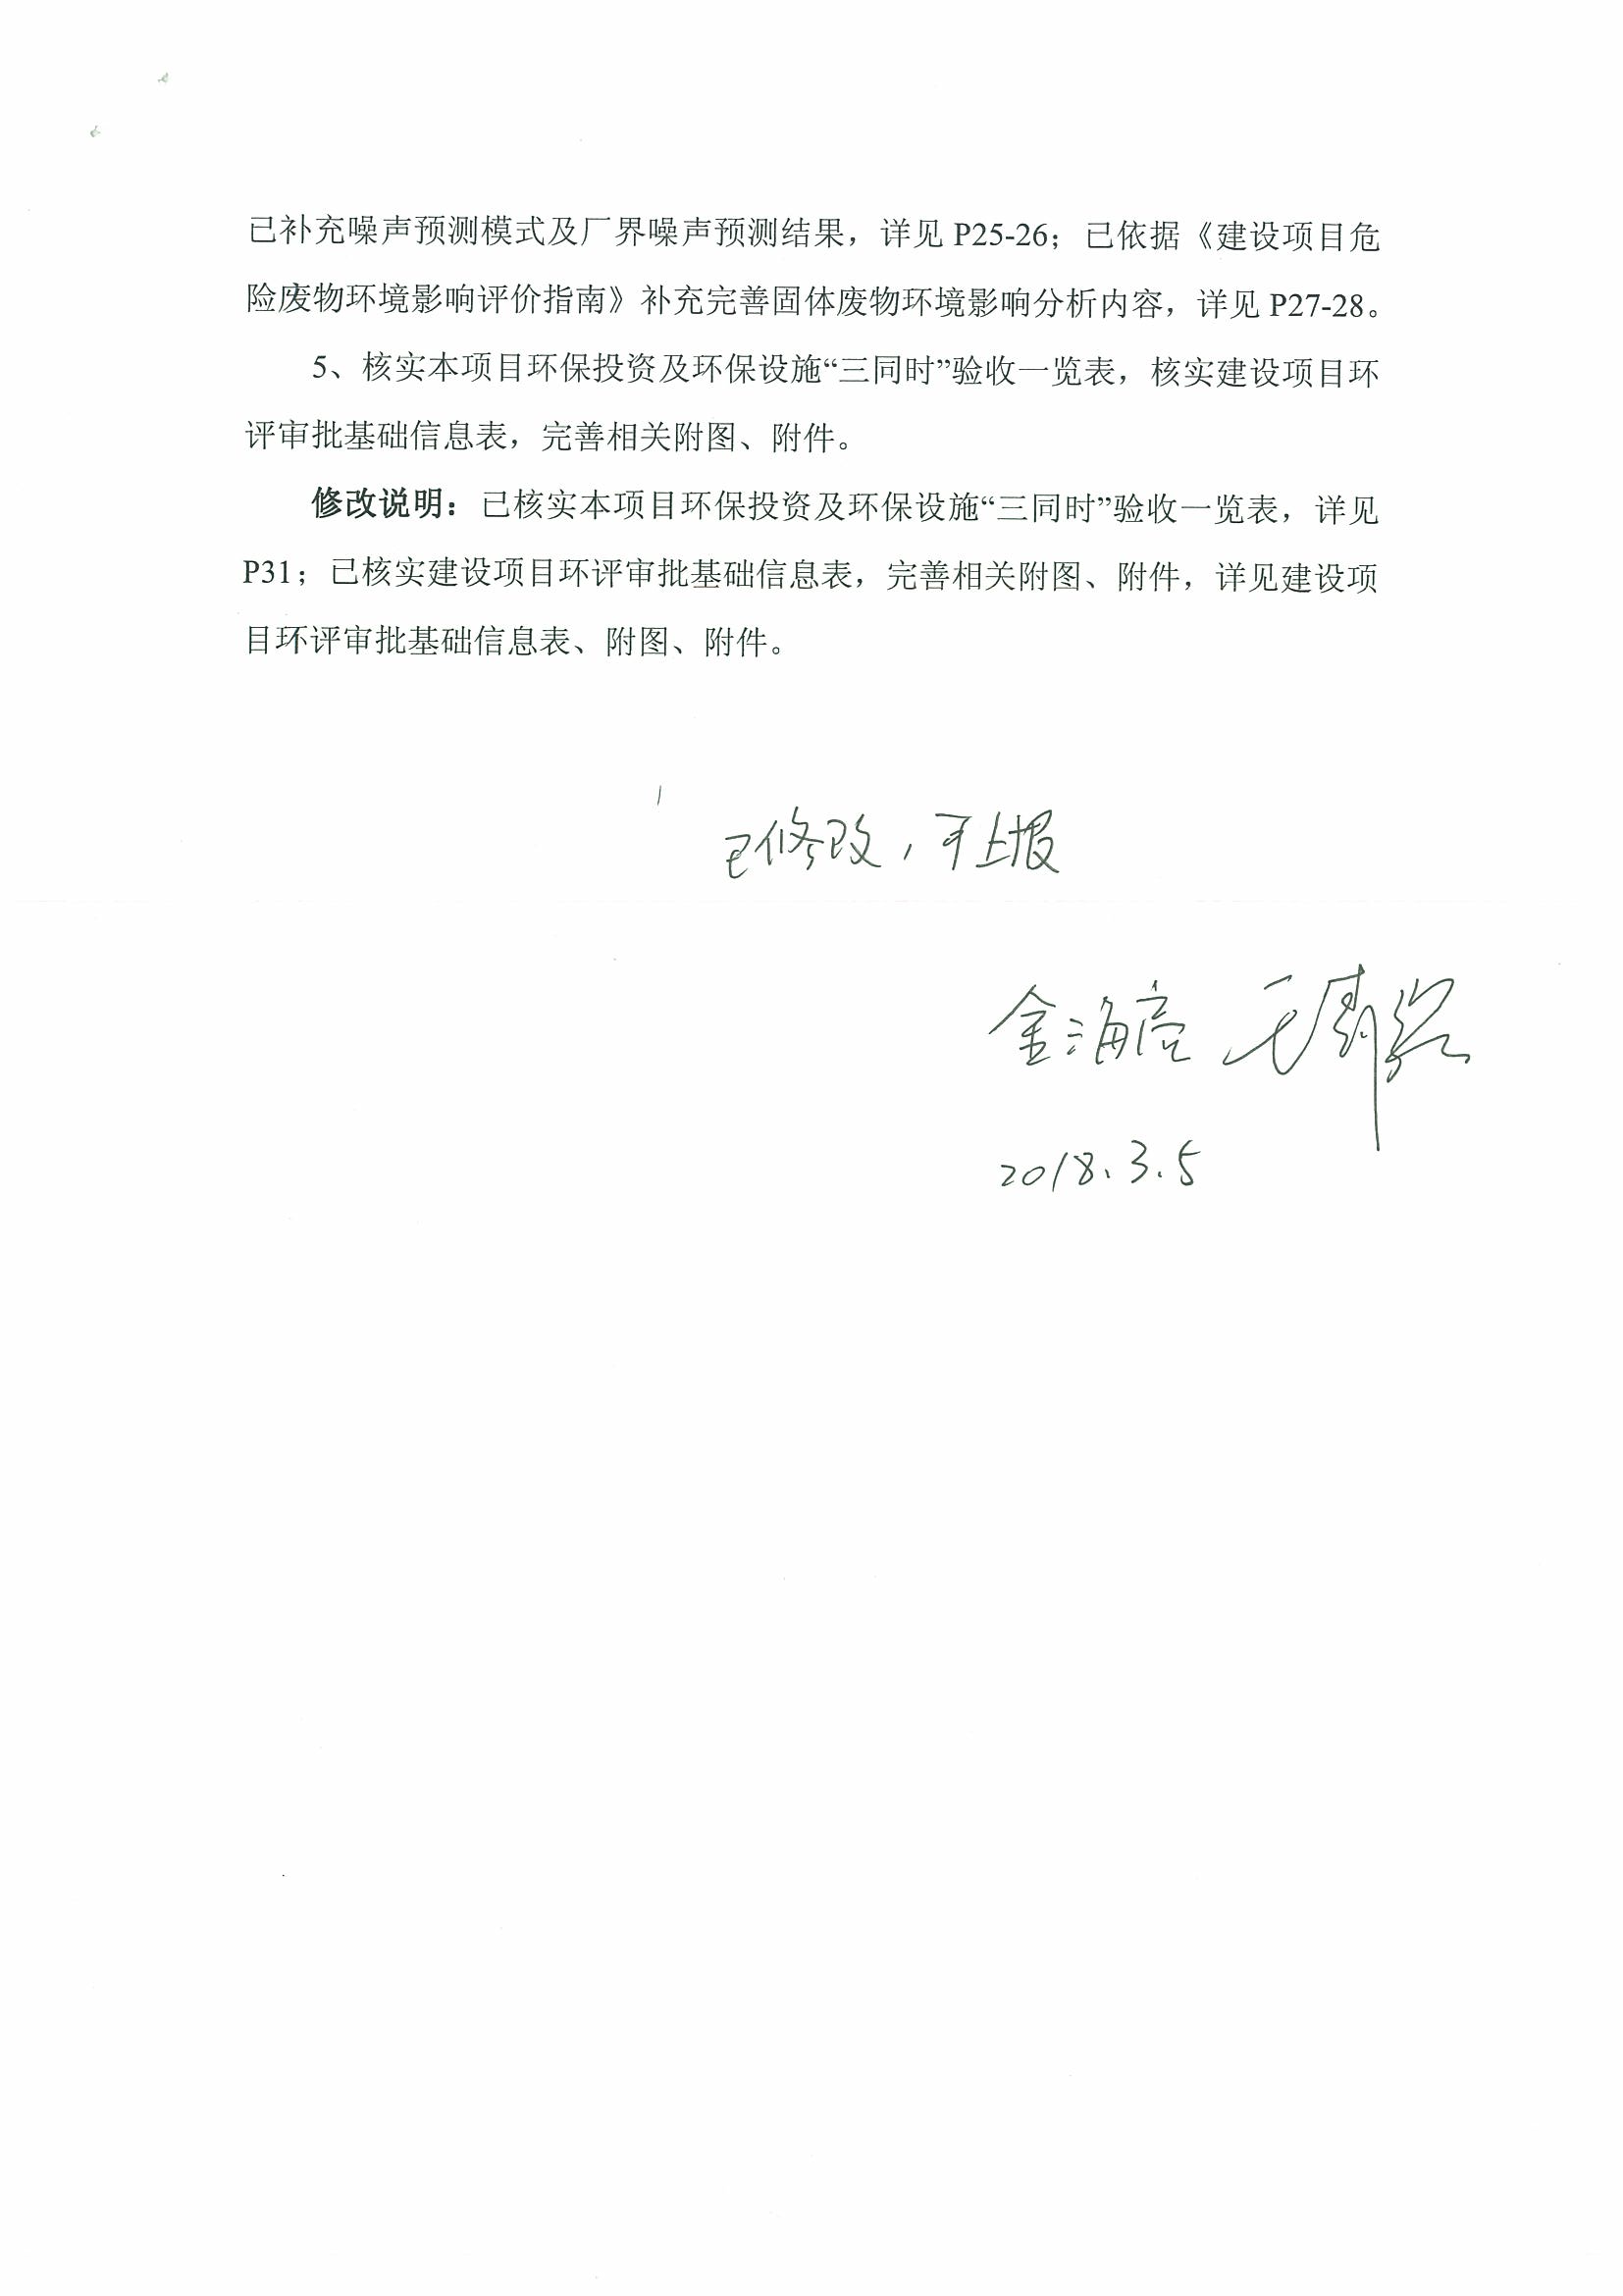 已补充噪声预测模式及厂界噪声预测结果，详见 P25-26；已依据《建设项目危
险废物环境影响评价指南》补充完善固体废物环境影响分析内容，详见 P27-28。
5、核实本项目环保投资及环保设施“三同时”验收一览表，核实建设项目环
评审批基础信息表，完善相关附图、附件。
修改说明：已核实本项目环保投资及环保设施“三同时”验收一览表，详见
P31；已核实建设项目环评审批基础信息表，完善相关附图、附件，详见建设项
目环评审批基础信息表、附图、附件。
已修改，可上报
金海亮
2018.3.5